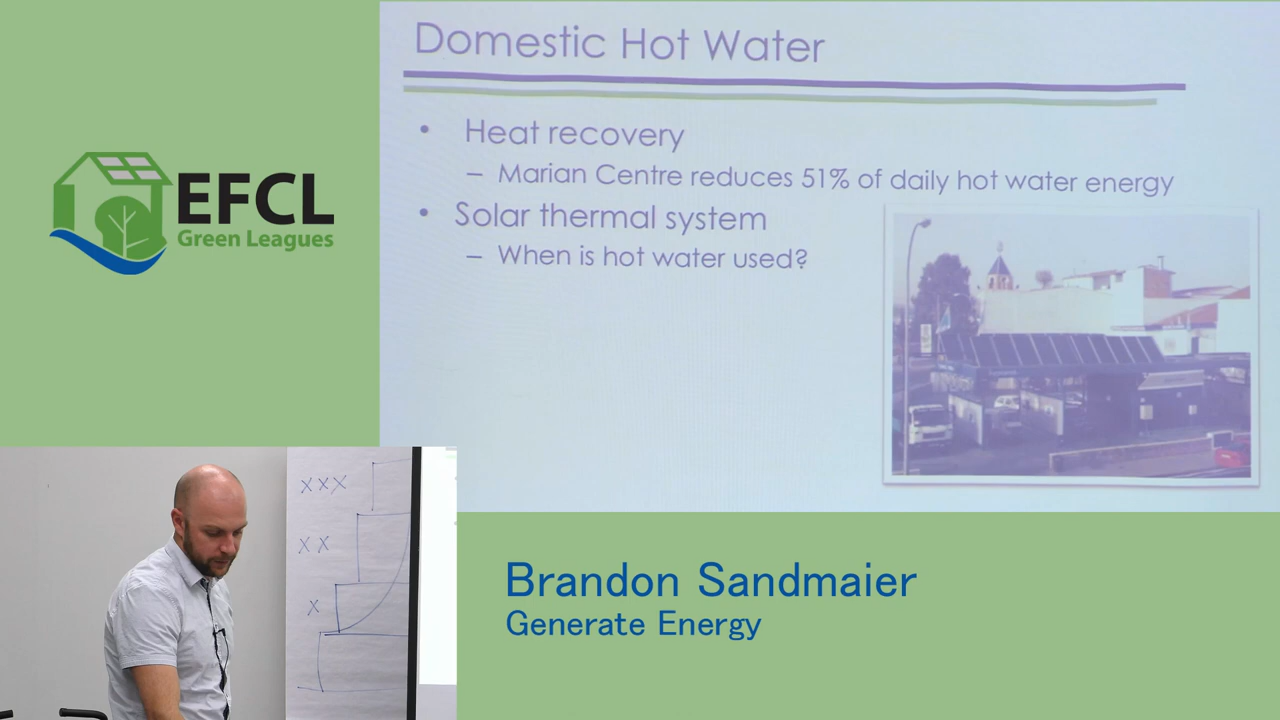 Domestic Hot Water
• Heat recovery
– Marian Centre reduces 51% of daily hot water energy
• Solar thermal system
– When is hot water used?
EFCL
Green Leagues
XXX
XX
X
Brandon Sandmaier
Generate Energy